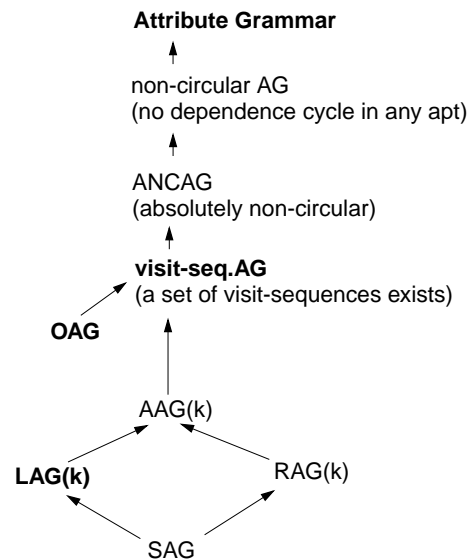 Attribute Grammar
non-circular AG
(no dependence cycle in any apt)
ANCAG
(absolutely non-circular)
visit-seq.AG
(a set of visit-sequences exists)
OAG
AAG(k)
LAG(k)
RAG(k)
SAG